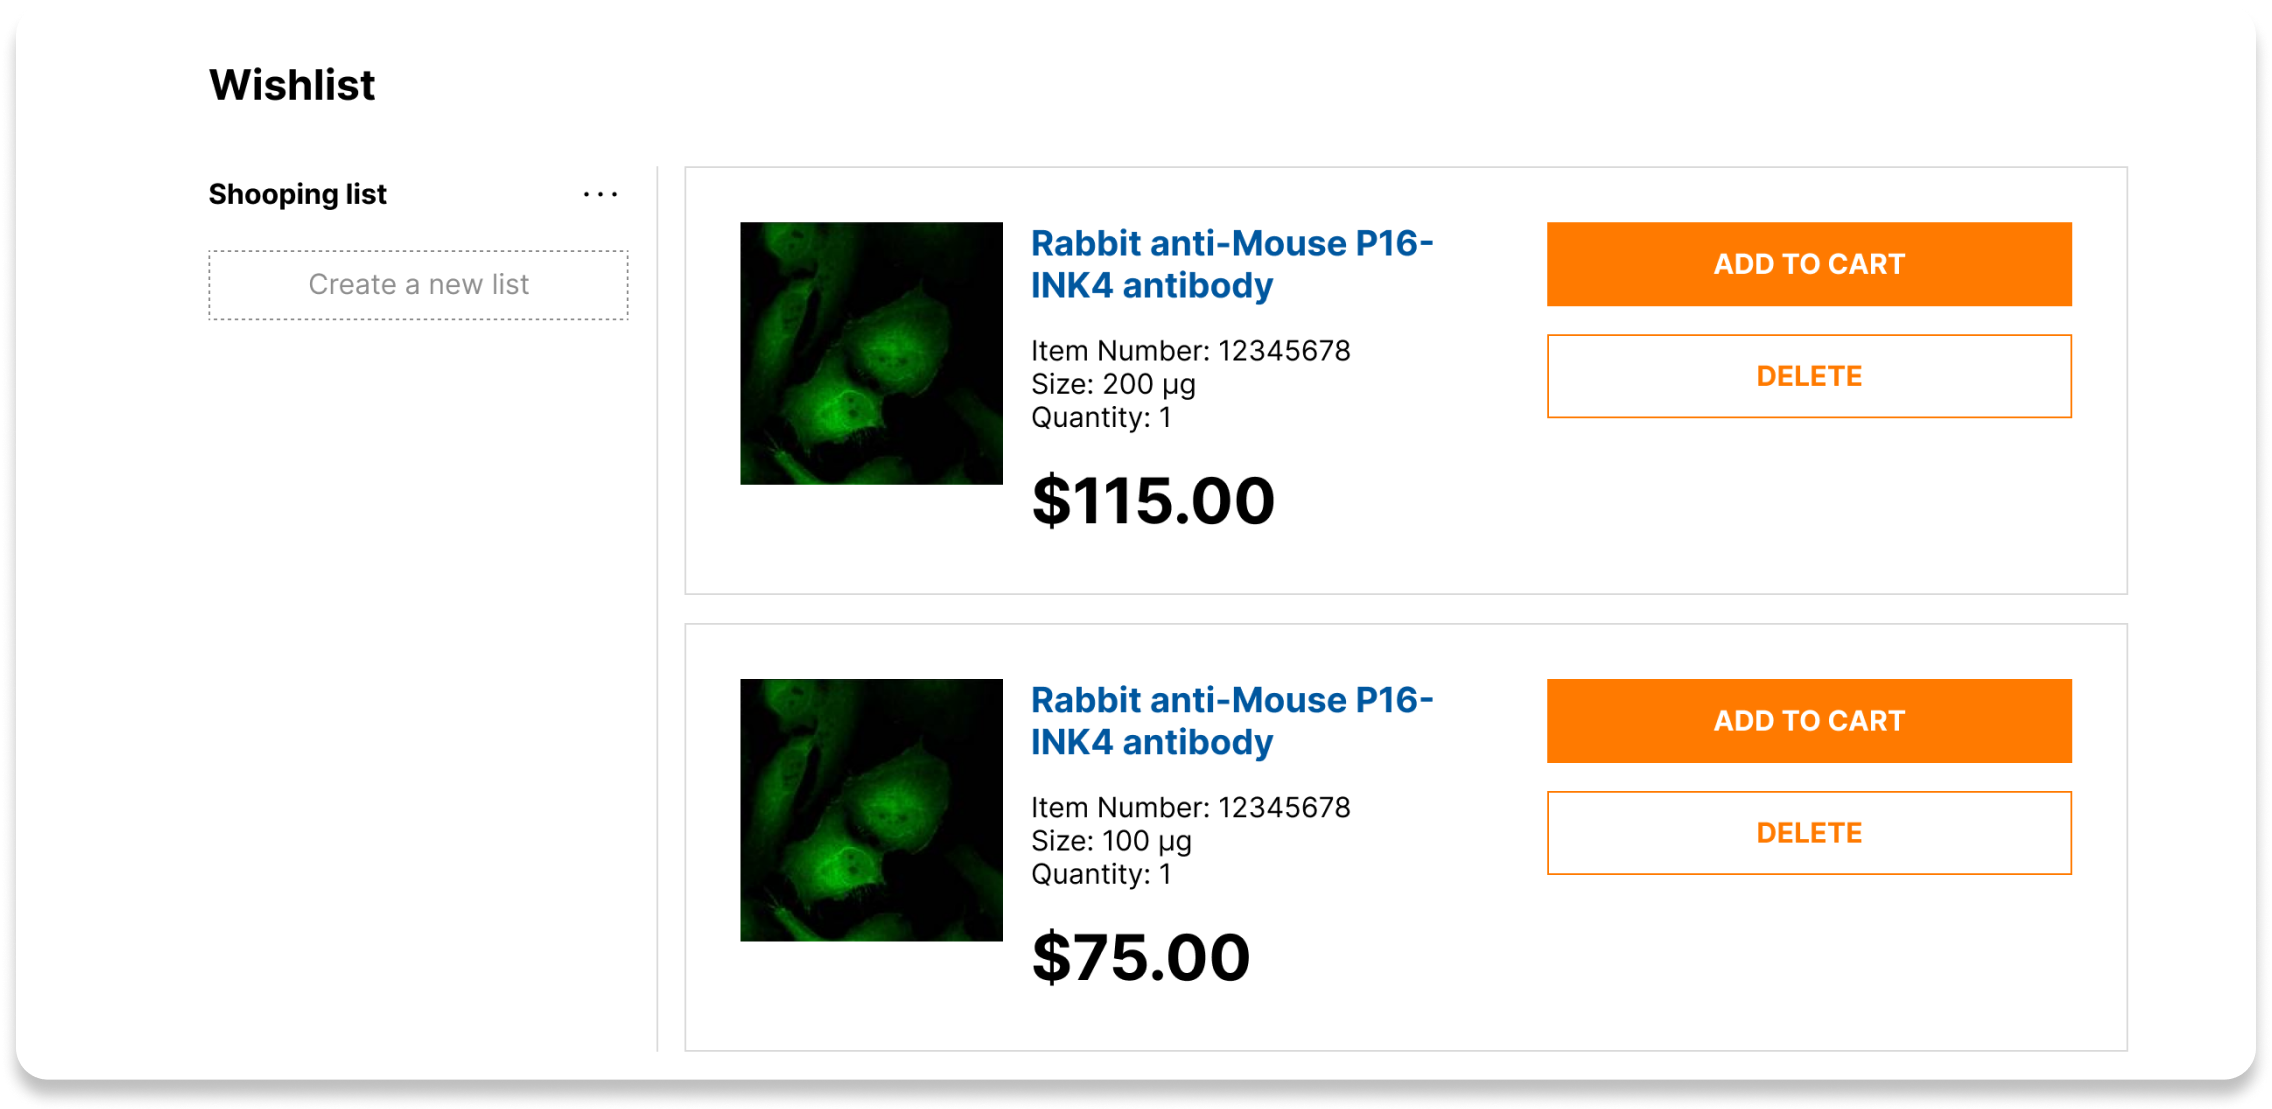 Wishlist
Shooping list
Create a new list
Rabbit anti-Mouse P16-
INK4 antibody
Item Number: 12345678
Size: 200 µg
Quantity: 1
$115.00
ADD TO CART
DELETE
Rabbit anti-Mouse P16-
INK4 antibody
Item Number: 12345678
Size: 100 µg
Quantity: 1
$75.00
ADD TO CART
DELETE